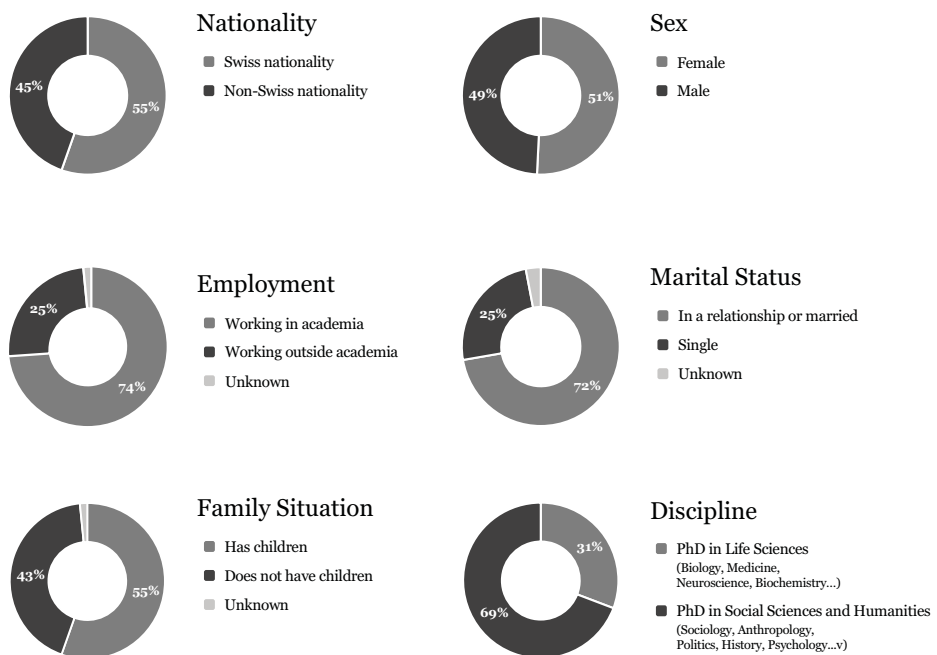 Nationality
Swiss nationality
Non-Swiss nationality
45%
55%
Sex
Female
Male
49%
51%
Employment
Working in academia
Working outside academia
Unknown
25%
74%
Marital Status
In a relationship or married
Single
Unknown
25%
72%
Family Situation
Has children
Does not have children
Unknown
43%
55%
Discipline
PhD in Life Sciences
(Biology, Medicine,
Neuroscience, Biochemistry...)
PhD in Social Sciences and Humanities
(Sociology, Anthropology,
Politics, History, Psychology...v)
31%
69%